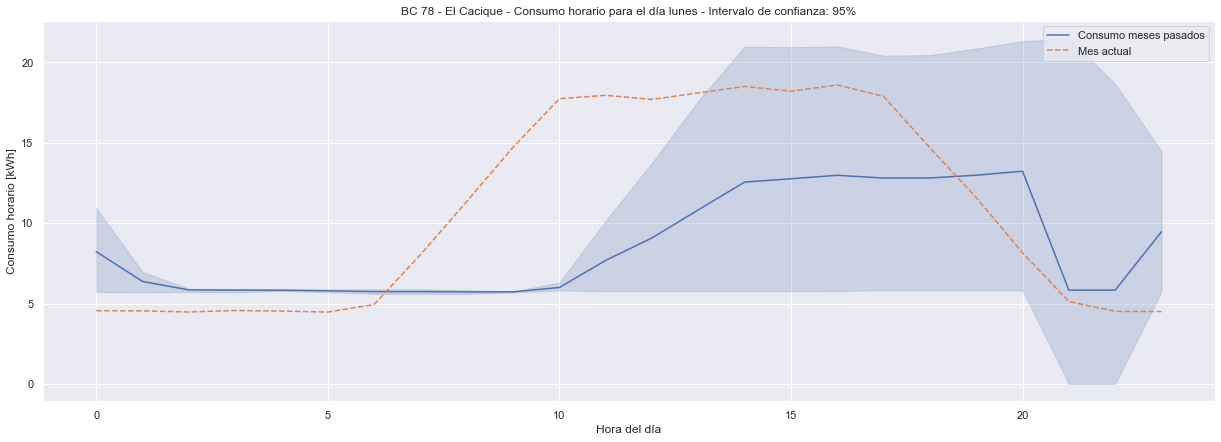 BC 78 - El Cacique - Consumo horario para el día lunes - Intervalo de confianza: 95%
Consumo meses pasados
Mes actual
Consumo horario [kWh]
20
15
10
5
0
0 5 10 15 20
Hora del día